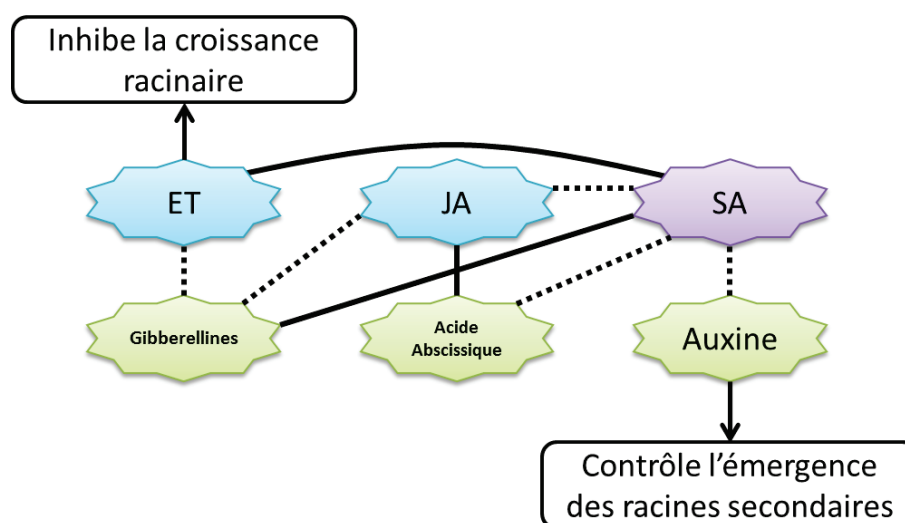 Inhibe la croissance
racinaire
ET
JA
SA
Gibberellines
Acide
Abscissique
Auxine
Contrôle l'émergence
des racines secondaires